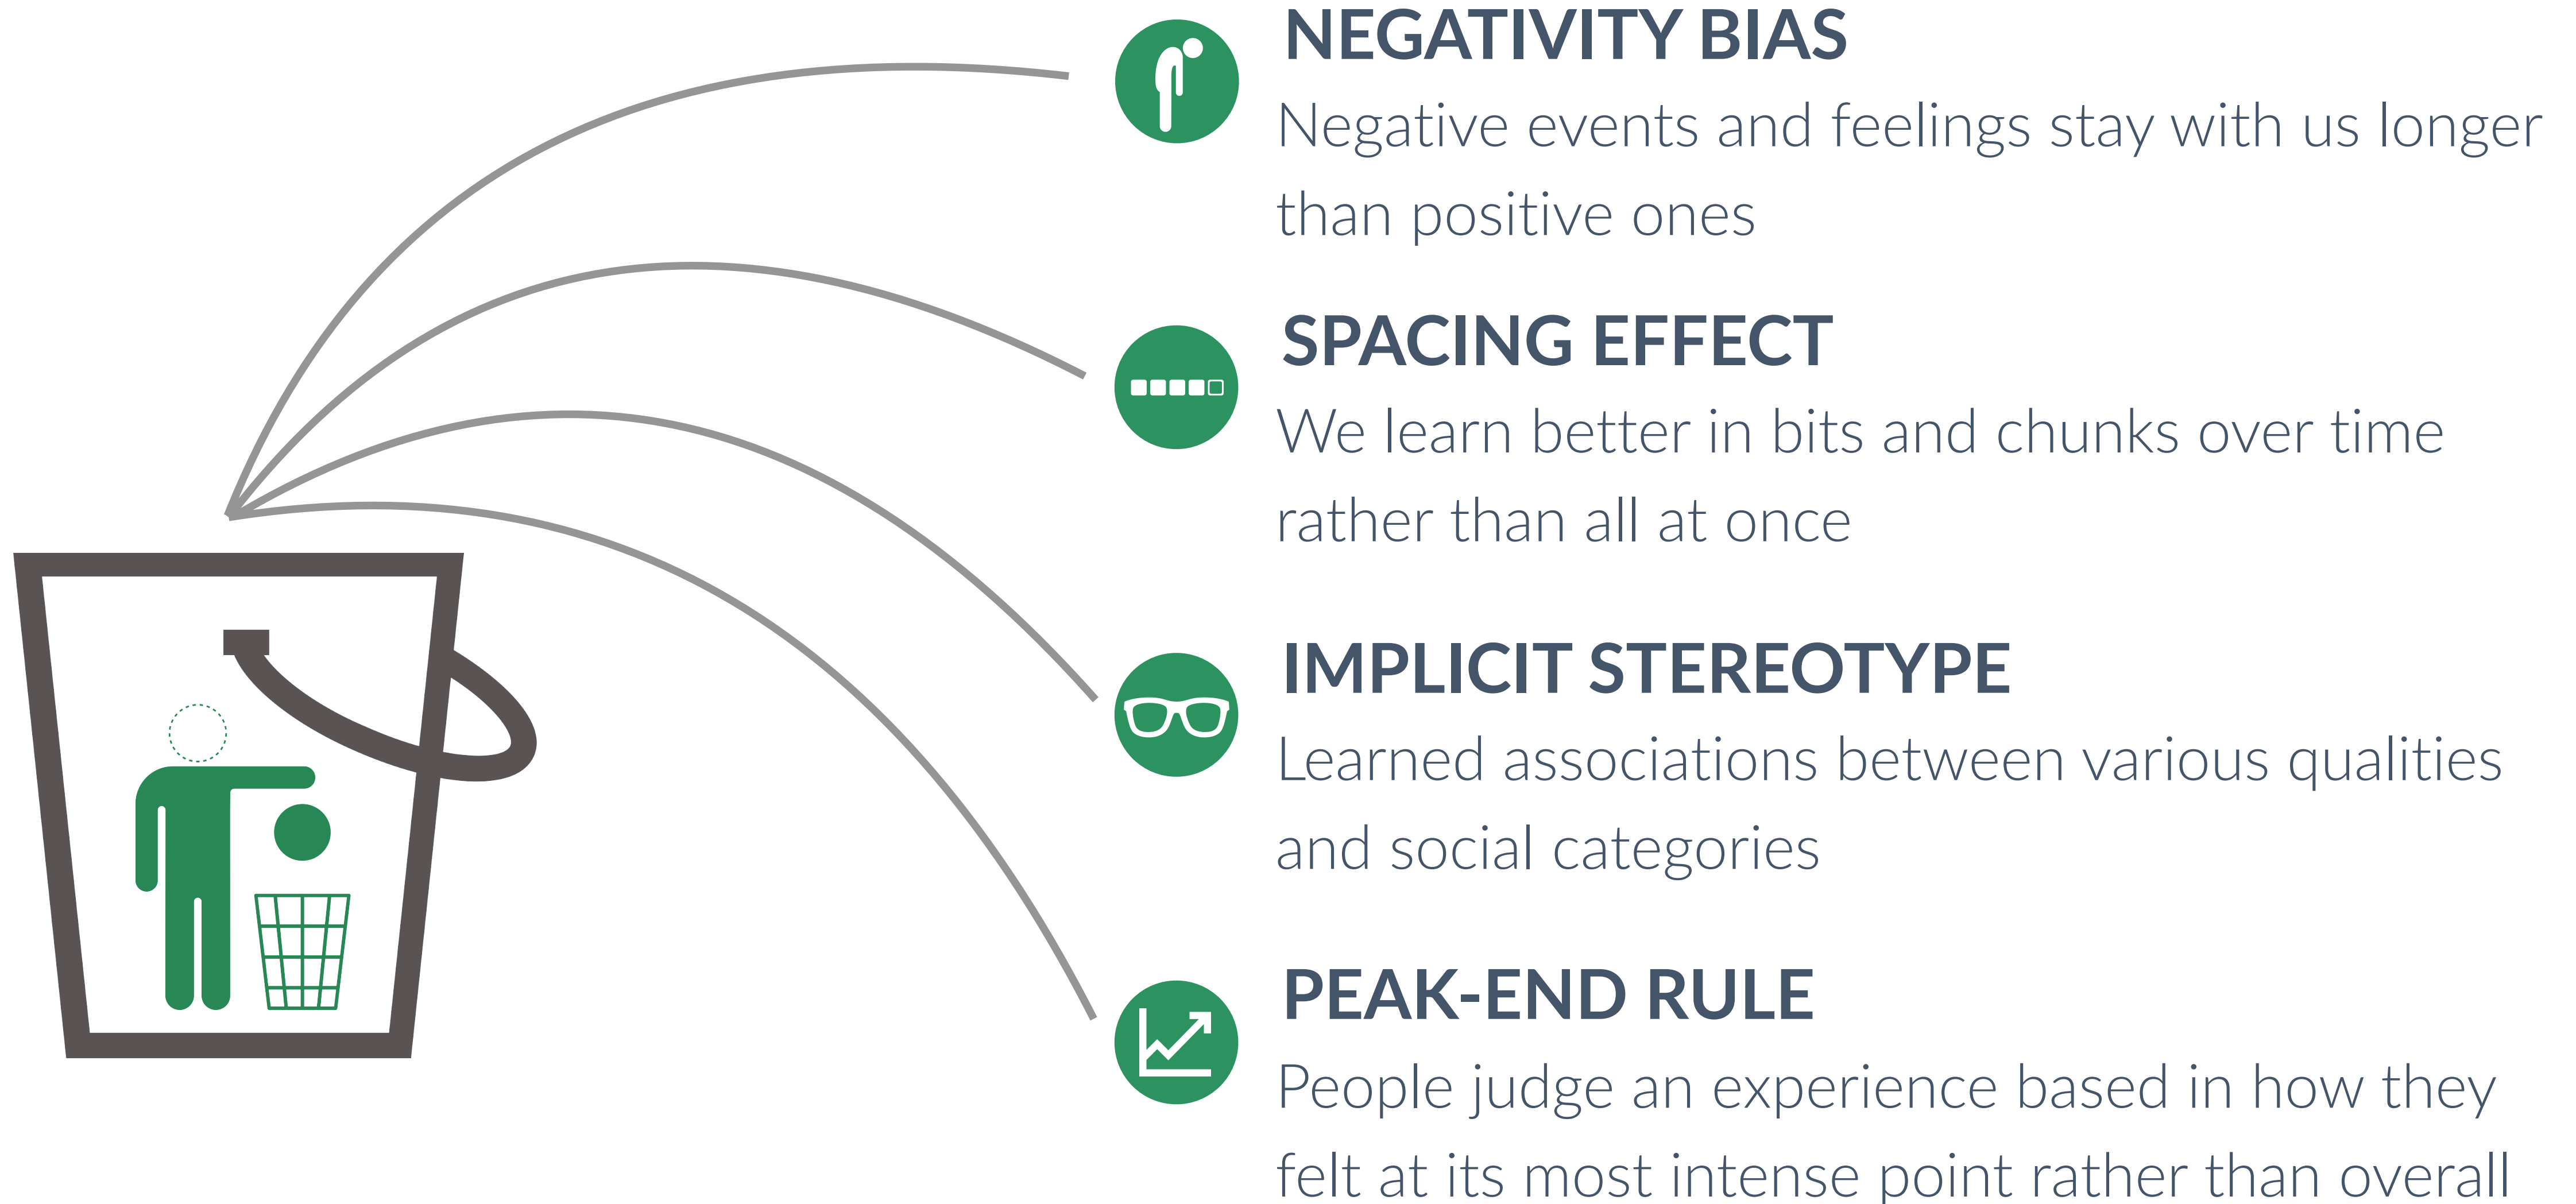 NEGATIVITY BIAS
Negative events and feelings stay with us longer
than positive ones
SPACING EFFECT
We learn better in bits and chunks over time
rather than all at once
IMPLICIT STEREOTYPE
Learned associations between various qualities
and social categories
PEAK-END RULE
People judge an experience based in how they
felt at its most intense point rather than overall